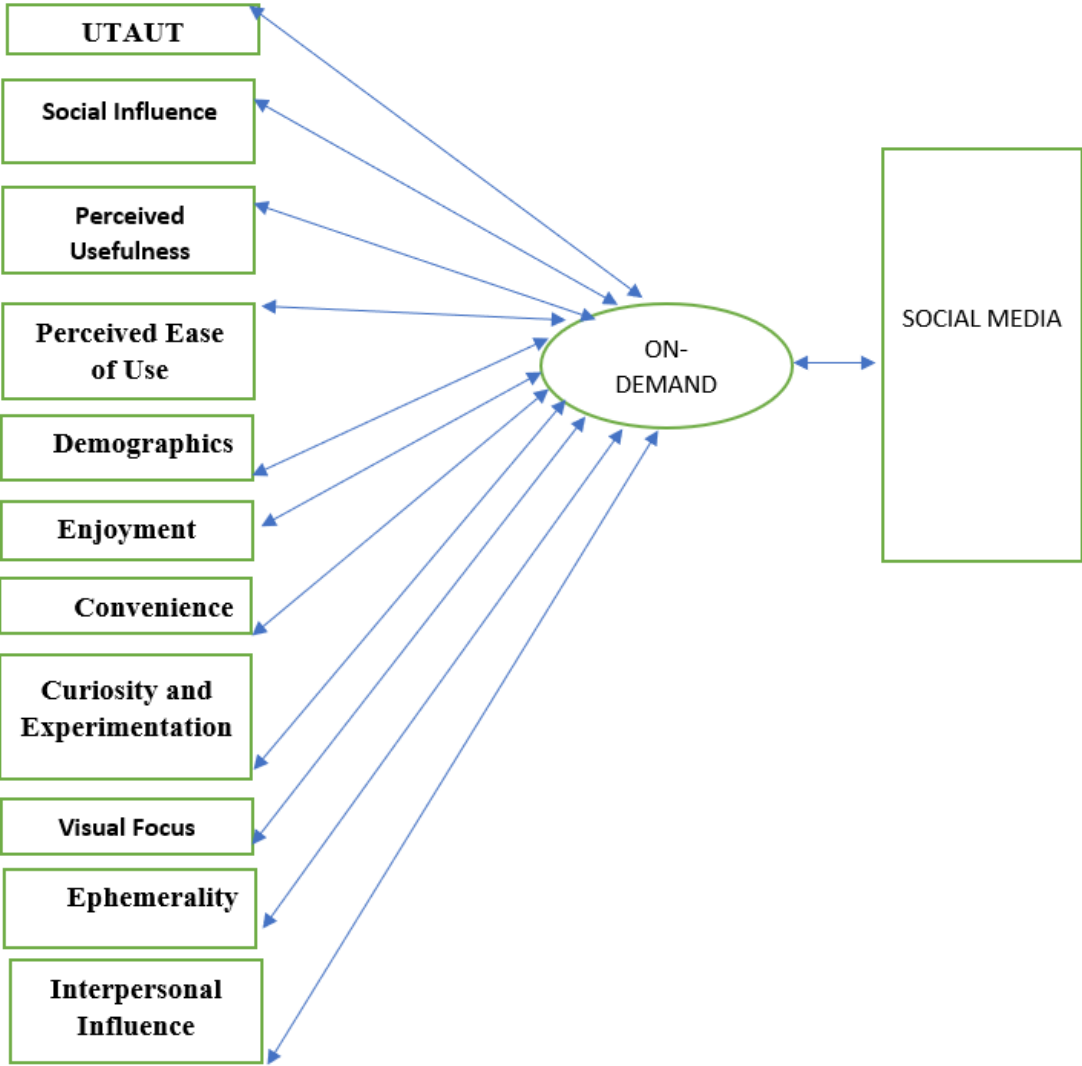 UTAUT
Social Influence
Perceived
Usefulness
Perceived Ease
of Use
Demographics
Enjoyment
Convenience
Curiosity and
Experimentation
Visual Focus
Ephemerality
Interpersonal
Influence
ON-
DEMAND
SOCIAL MEDIA